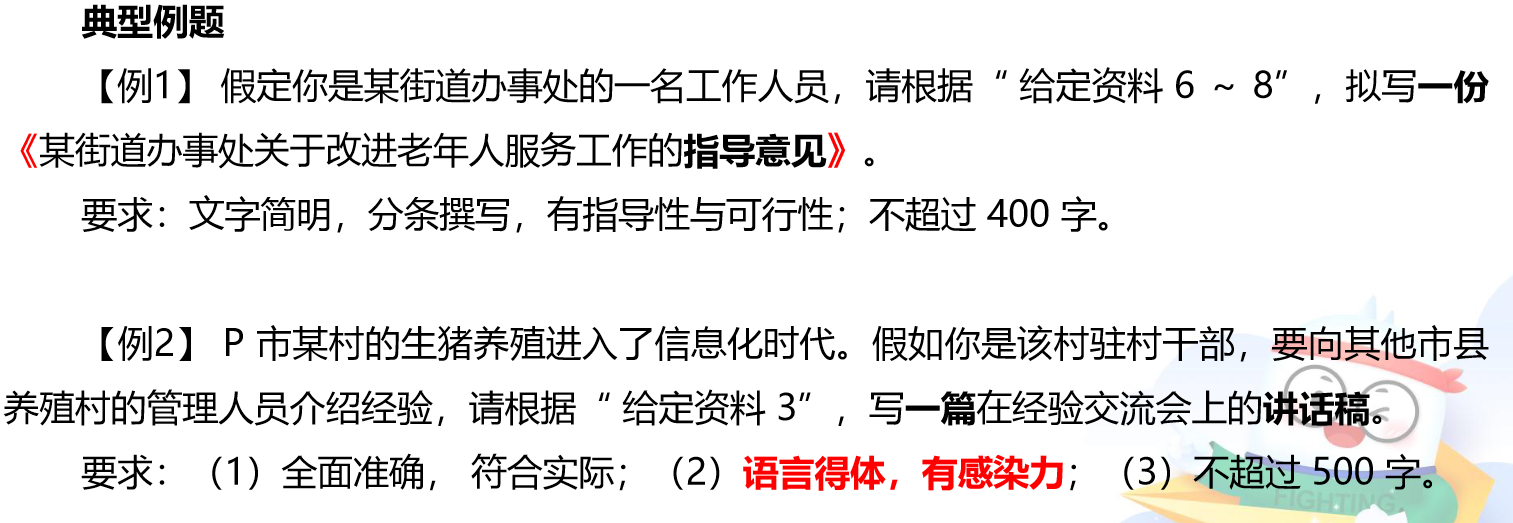 典型例题
【例1】 假定你是某街道办事处的一名工作人员，请根据“ 给定资料 6 ～ 8”，拟写一份
《某街道办事处关于改进老年人服务工作的指导意见》。
要求：文字简明，分条撰写，有指导性与可行性；不超过 400 字。
【例2】 P 市某村的生猪养殖进入了信息化时代。假如你是该村驻村干部，要向其他市县
养殖村的管理人员介绍经验，请根据“ 给定资料 3”，写一篇在经验交流会上的讲话稿。
要求：（1）全面准确， 符合实际；（2）语言得体，有感染力；（3）不超过 500 字。
FIGHTING